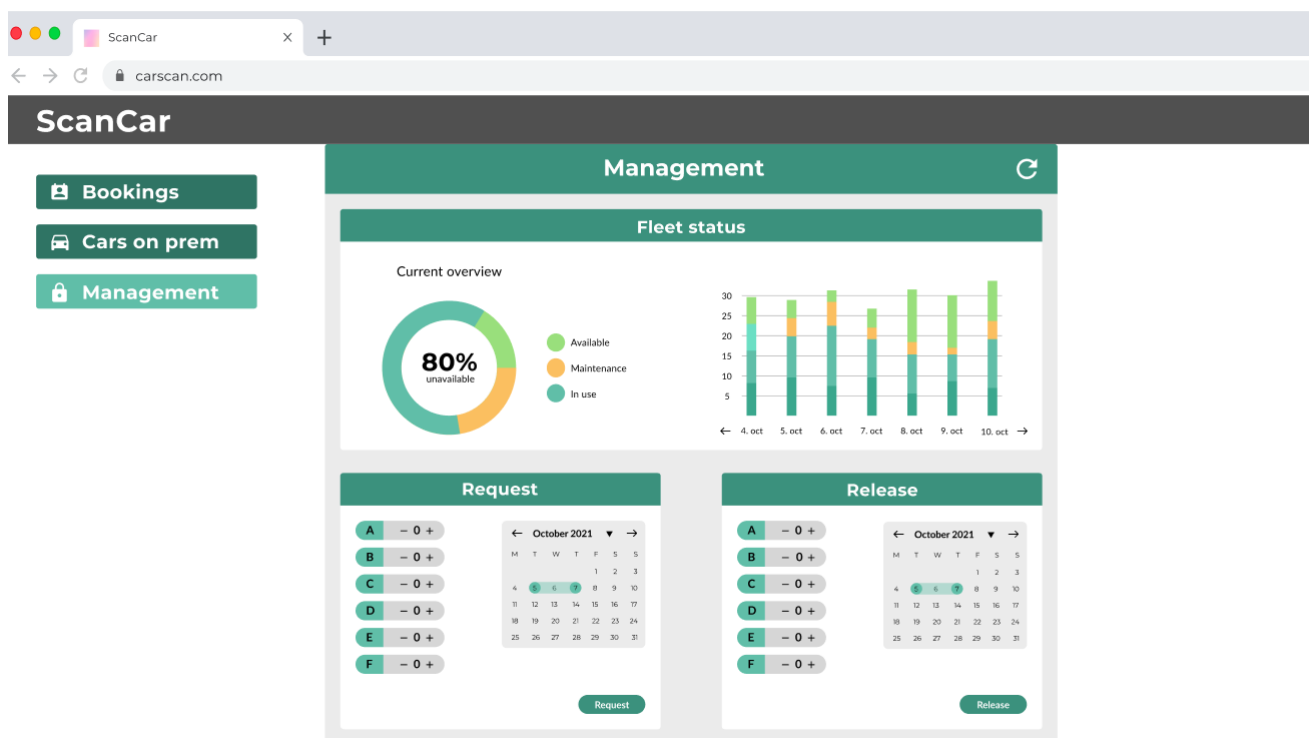 ScanCar
carscan.com
ScanCar
Bookings
Cars on prem
Management
Management
Fleet status
Current overview
80%
unavailable
Available
Maintenance
In use
30
25
20
15
10
5
4. oct 5. oct 6. oct 7. oct 8. oct 9. oct 10. oct
Request
A − 0 +
B − 0 +
C − 0 +
D − 0 +
E − 0 +
F − 0 +
October 2021
M T W T F S S
1 2 3
4 5 6 7 8 9 10
11 12 13 14 15 16 17
18 19 20 21 22 23 24
25 26 27 28 29 30 31
Request
Release
A − 0 +
B − 0 +
C − 0 +
D − 0 +
E − 0 +
F − 0 +
October 2021
M T W T F S S
1 2 3
4 5 6 7 8 9 10
11 12 13 14 15 16 17
18 19 20 21 22 23 24
25 26 27 28 29 30 31
Release